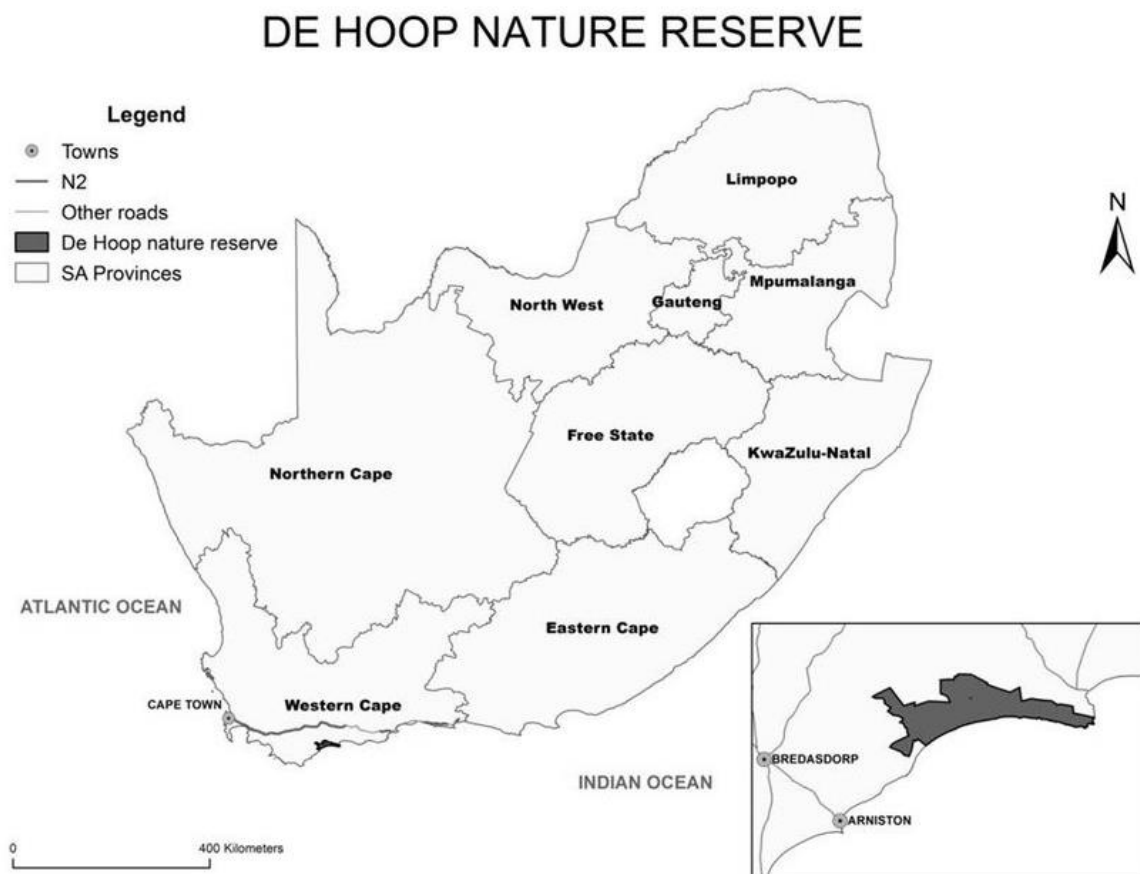 DE HOOP NATURE RESERVE
Legend
Towns
N2
Other roads
De Hoop nature reserve
SA Provinces
N
Limpopo
Mpumalanga
North West
Gauteng
Free State
KwaZulu-Natal
Northern Cape
ATLANTIC OCEAN
Eastern Cape
CAPE TOWN
Western Cape
INDIAN OCEAN
BREDASDORP
ARNISTON
0
400 Kilometers